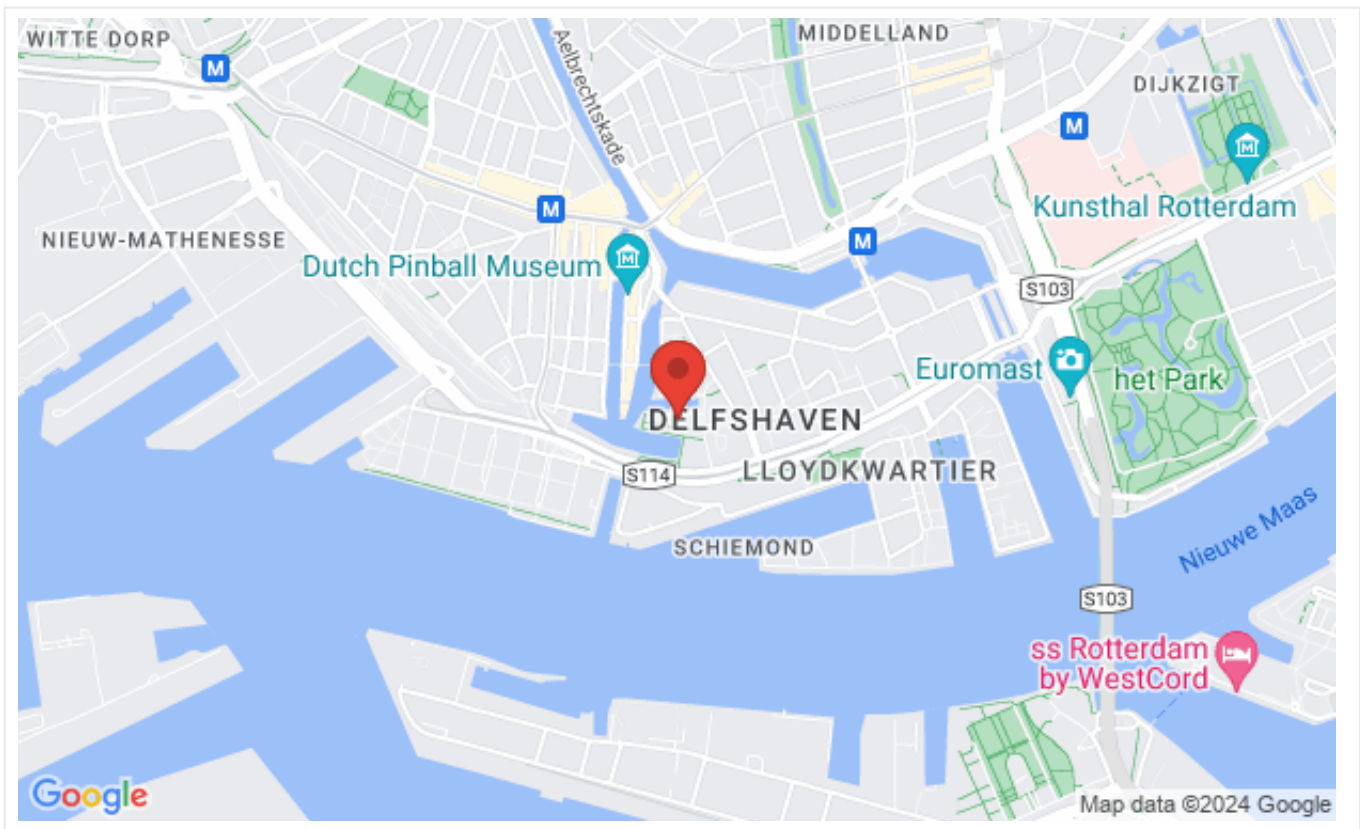 WITTE DORP
M
Aelbrechtskade
MIDDELLAND
DIJKZIGT
M
M
Kunsthal Rotterdam
M
NIEUW-MATHENESSE
M
Dutch Pinball Museum
M
S103
Euromast
het Park
DELFSHAVEN
S114
LLOYDKWARTIER
SCHIEMOND
Nieuwe Maas
S103
ss Rotterdam
by WestCord
Google
Map data ©2024 Google